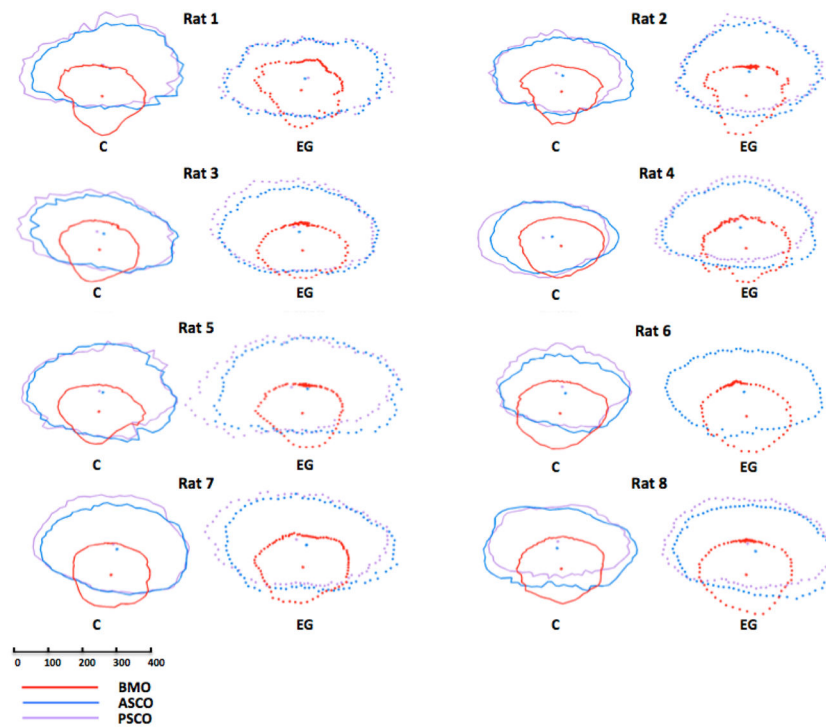 Rat 1
Rat 2
C
EG
C
EG
Rat 3
Rat 4
C
EG
C
EG
Rat 5
Rat 6
C
EG
C
EG
Rat 7
Rat 8
C
EG
C
EG
0 100 200 300 400
BMO
ASCO
PSCO